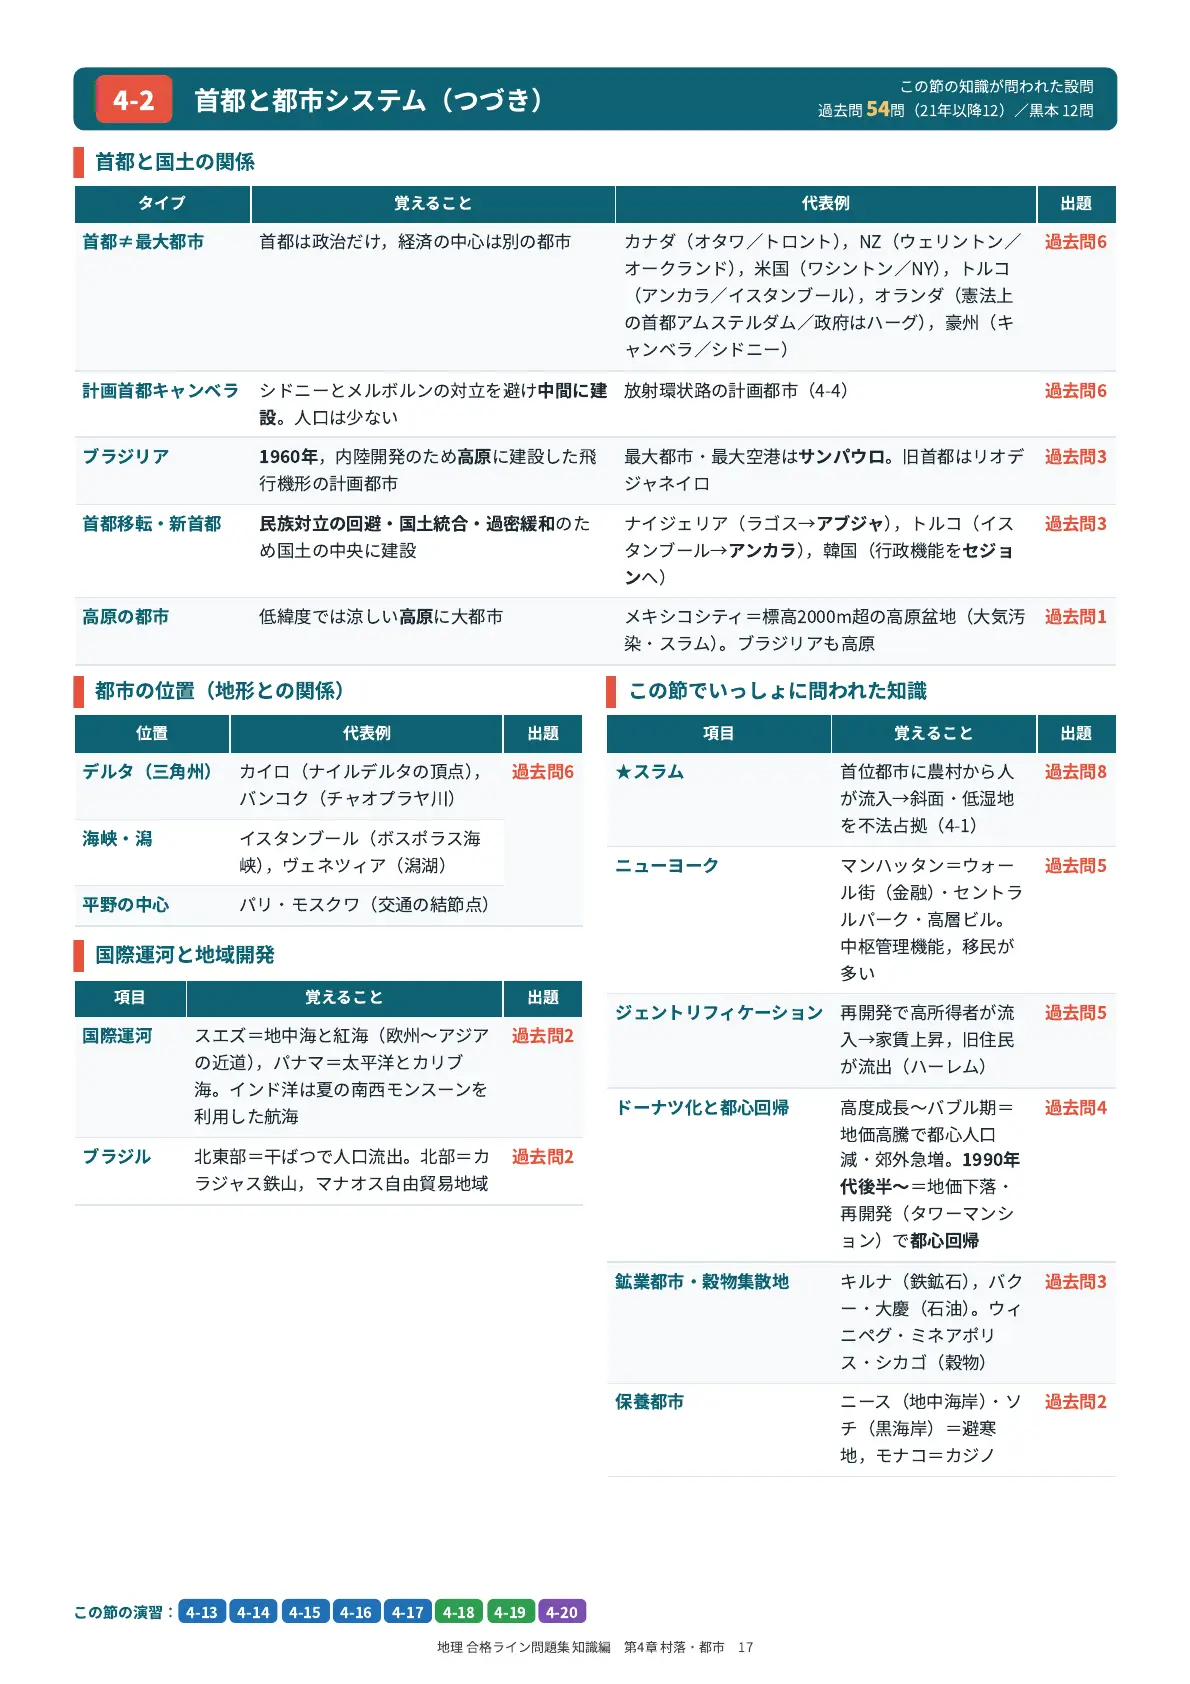 4-2 首都と都市システム（つづき）
この節の知識が問われた設問
過去問 54問（21年以降12）／黒本 12問
首都と国土の関係
タイプ 覚えること 代表例 出題
首都≠最大都市 首都は政治だけ，経済の中心は別の都市 カナダ（オタワ／トロント），NZ（ウェリントン／ 過去問6
オークランド），米国（ワシントン／NY），トルコ
（アンカラ／イスタンブール），オランダ（憲法上
の首都アムステルダム／政府はハーグ），豪州（キ
ャンベラ／シドニー）
計画首都キャンベラ シドニーとメルボルンの対立を避け中間に建 放射環状路の計画都市（4-4） 過去問6
設。人口は少ない
ブラジリア 1960年，内陸開発のため高原に建設した飛 最大都市・最大空港はサンパウロ。旧首都はリオデ 過去問3
行機形の計画都市 ジャネイロ
首都移転・新首都 民族対立の回避・国土統合・過密緩和のた ナイジェリア（ラゴス→アブジャ），トルコ（イス 過去問3
め国土の中央に建設 タンブール→アンカラ），韓国（行政機能をセジョ
ンへ）
高原の都市 低緯度では涼しい高原に大都市 メキシコシティ＝標高2000m超の高原盆地（大気汚 過去問1
染・スラム）。ブラジリアも高原
都市の位置（地形との関係）
位置 代表例 出題
デルタ（三角州） カイロ（ナイルデルタの頂点）， 過去問6
バンコク（チャオプラヤ川）
海峡・潟 イスタンブール（ボスポラス海
峡），ヴェネツィア（潟湖）
平野の中心 パリ・モスクワ（交通の結節点）
国際運河と地域開発
項目 覚えること 出題
国際運河 スエズ＝地中海と紅海（欧州～アジア 過去問2
の近道），パナマ＝太平洋とカリブ
海。インド洋は夏の南西モンスーンを
利用した航海
ブラジル 北東部＝干ばつで人口流出。北部＝カ 過去問2
ラジャス鉄山，マナオス自由貿易地域
この節でいっしょに問われた知識
項目 覚えること 出題
★スラム 首位都市に農村から人 過去問8
が流入→斜面・低湿地
を不法占拠（4-1）
ニューヨーク マンハッタン＝ウォー 過去問5
ル街（金融）・セントラ
ルパーク・高層ビル。
中枢管理機能，移民が
多い
ジェントリフィケーション 再開発で高所得者が流 過去問5
入→家賃上昇，旧住民
が流出（ハーレム）
ドーナツ化と都心回帰 高度成長～バブル期＝ 過去問4
地価高騰で都心人口
減・郊外急増。1990年
代後半～＝地価下落・
再開発（タワーマンシ
ョン）で都心回帰
鉱業都市・穀物集散地 キルナ（鉄鉱石），バク 過去問3
ー・大慶（石油）。ウィ
ニペグ・ミネアポリ
ス・シカゴ（穀物）
保養都市 ニース（地中海岸）・ソ 過去問2
チ（黒海岸）＝避寒
地，モナコ＝カジノ
この節の演習： 4-13 4-14 4-15 4-16 4-17 4-18 4-19 4-20
地理 合格ライン問題集 知識編 第4章 村落・都市 17